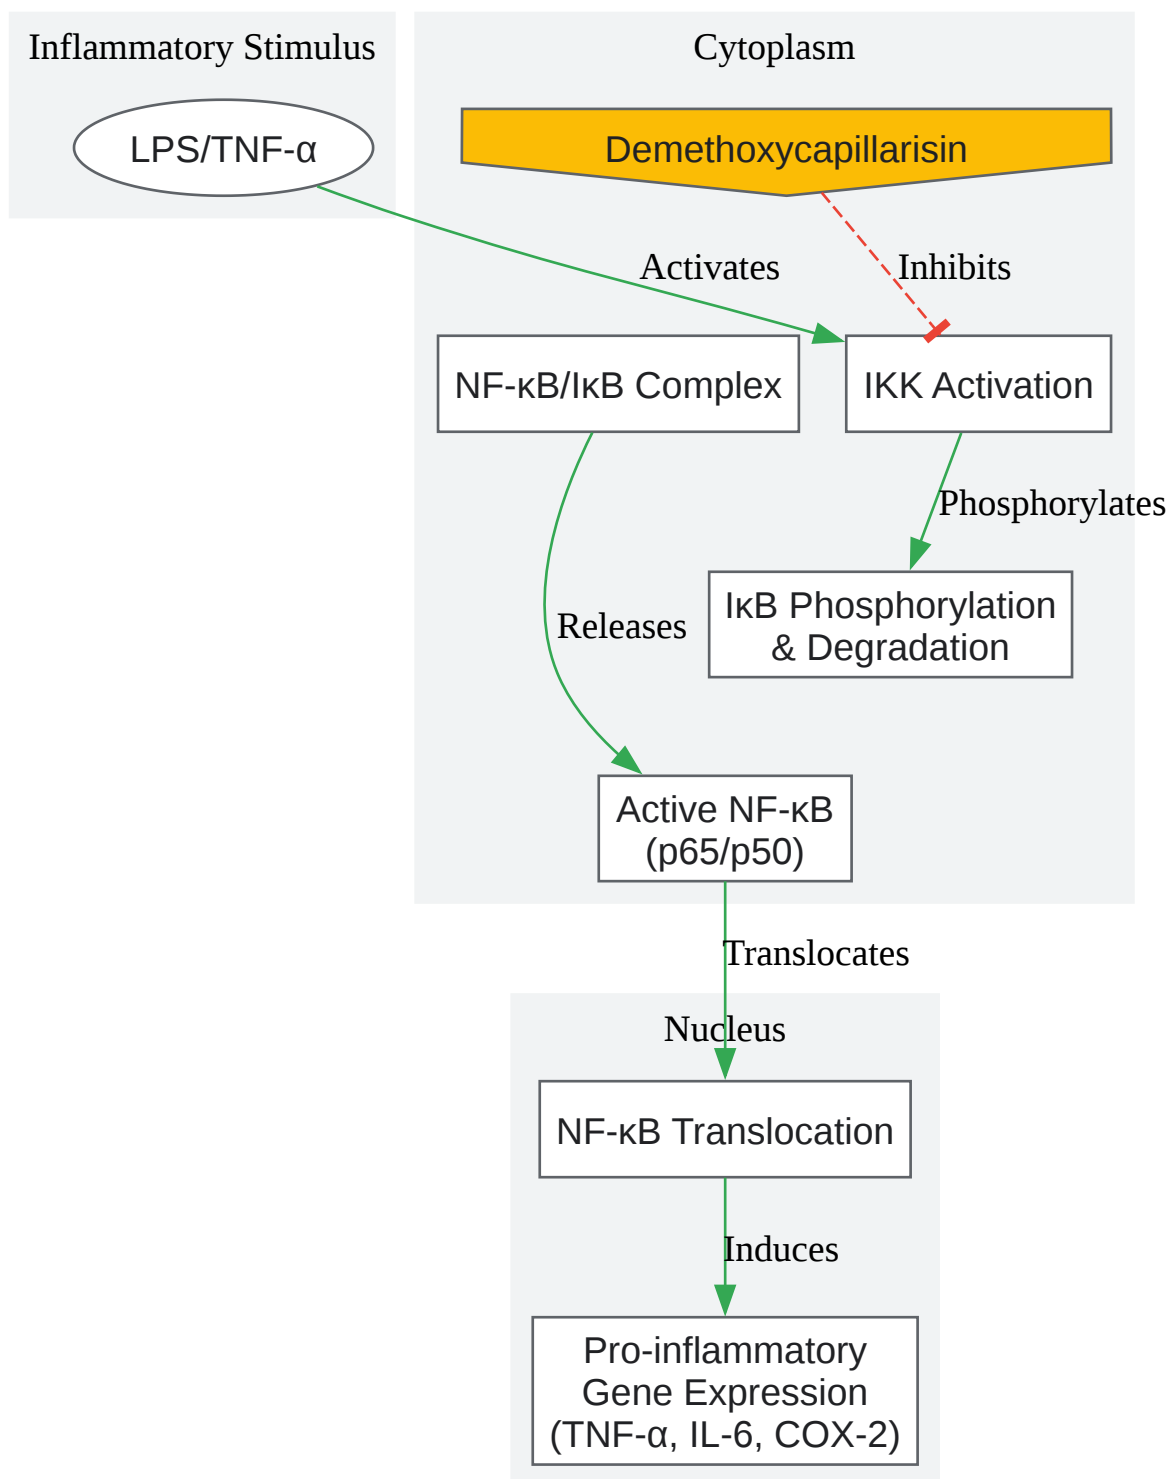 Inflammatory Stimulus
Cytoplasm
LPS/TNF-α
Demethoxycapillarisin
Activates
Inhibits
NF-κB/IκB Complex
IKK Activation
Phosphorylates
IκB Phosphorylation
& Degradation
Releases
Active NF-κB
(p65/p50)
Translocates
Nucleus
NF-κB Translocation
Induces
Pro-inflammatory
Gene Expression
(TNF-α, IL-6, COX-2)